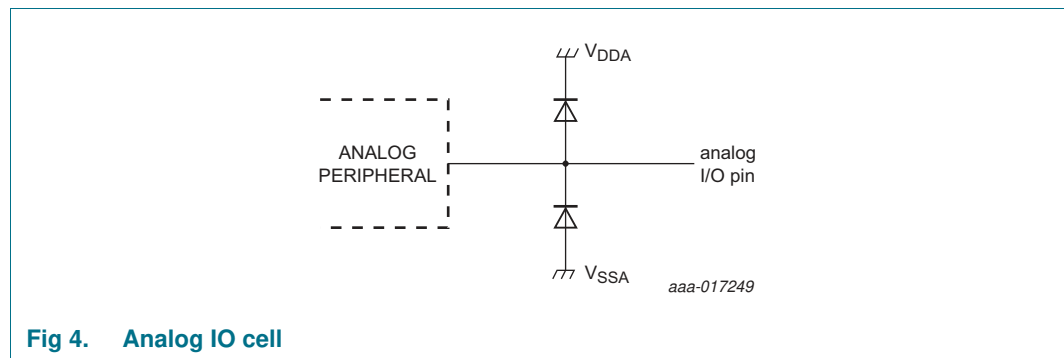 VDDA
ANALOG
PERIPHERAL
analog
I/O pin
VSSA
aaa-017249
Fig 4. Analog IO cell